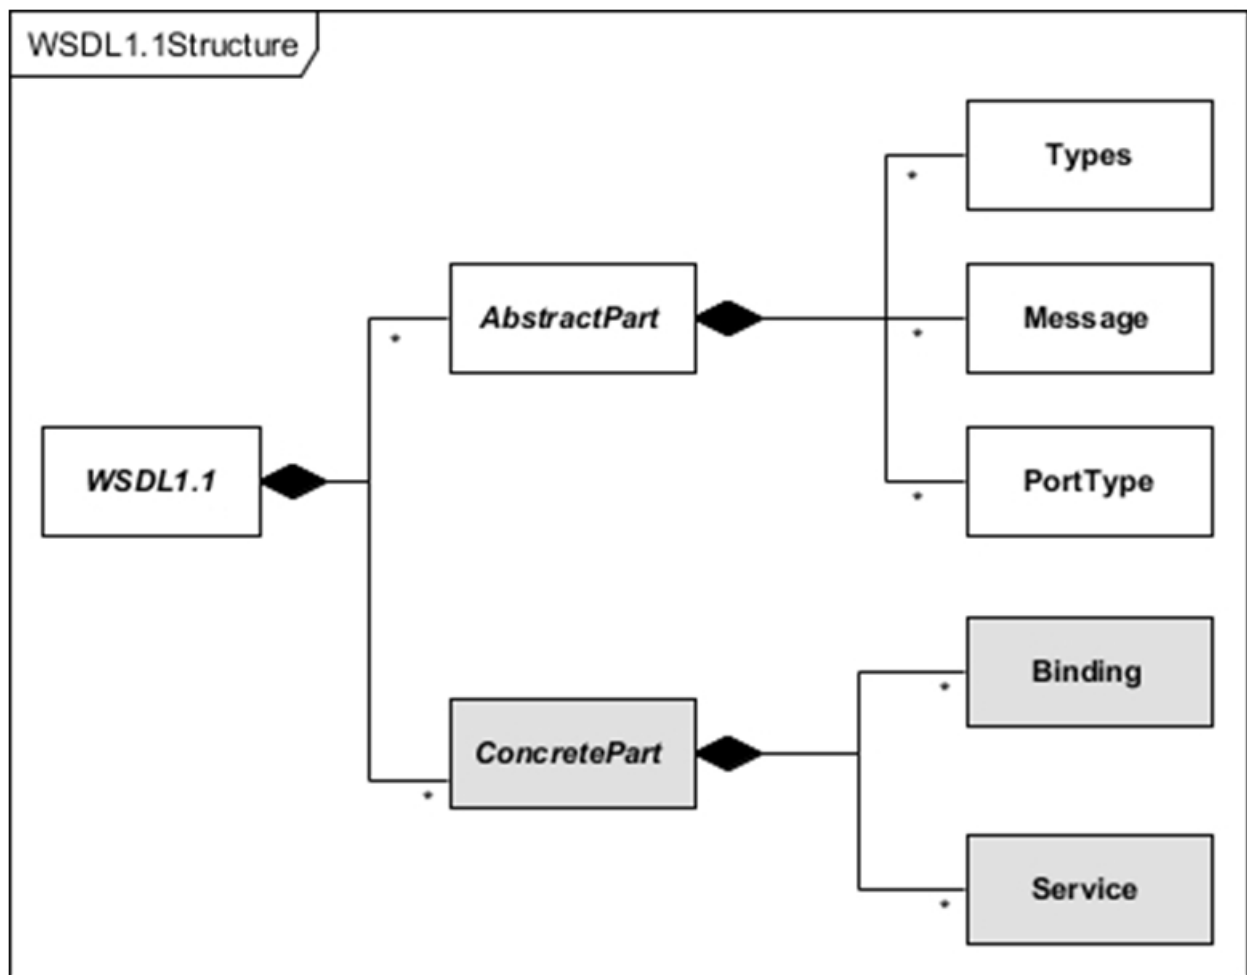 WSDL1.1Structure
Types
*
AbstractPart
*
Message
*
WSDL1.1
PortType
*
Binding
*
ConcretePart
*
Service
*